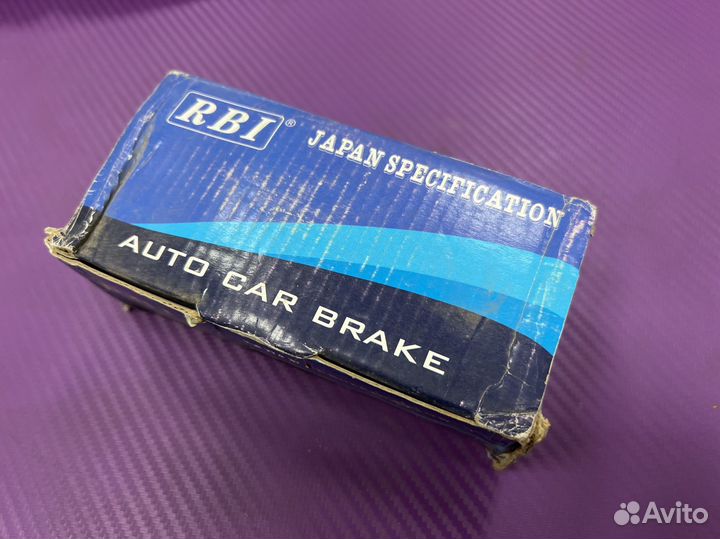 RBI®
JAPAN SPECIFICATION
AUTO CAR BRAKE
Avito